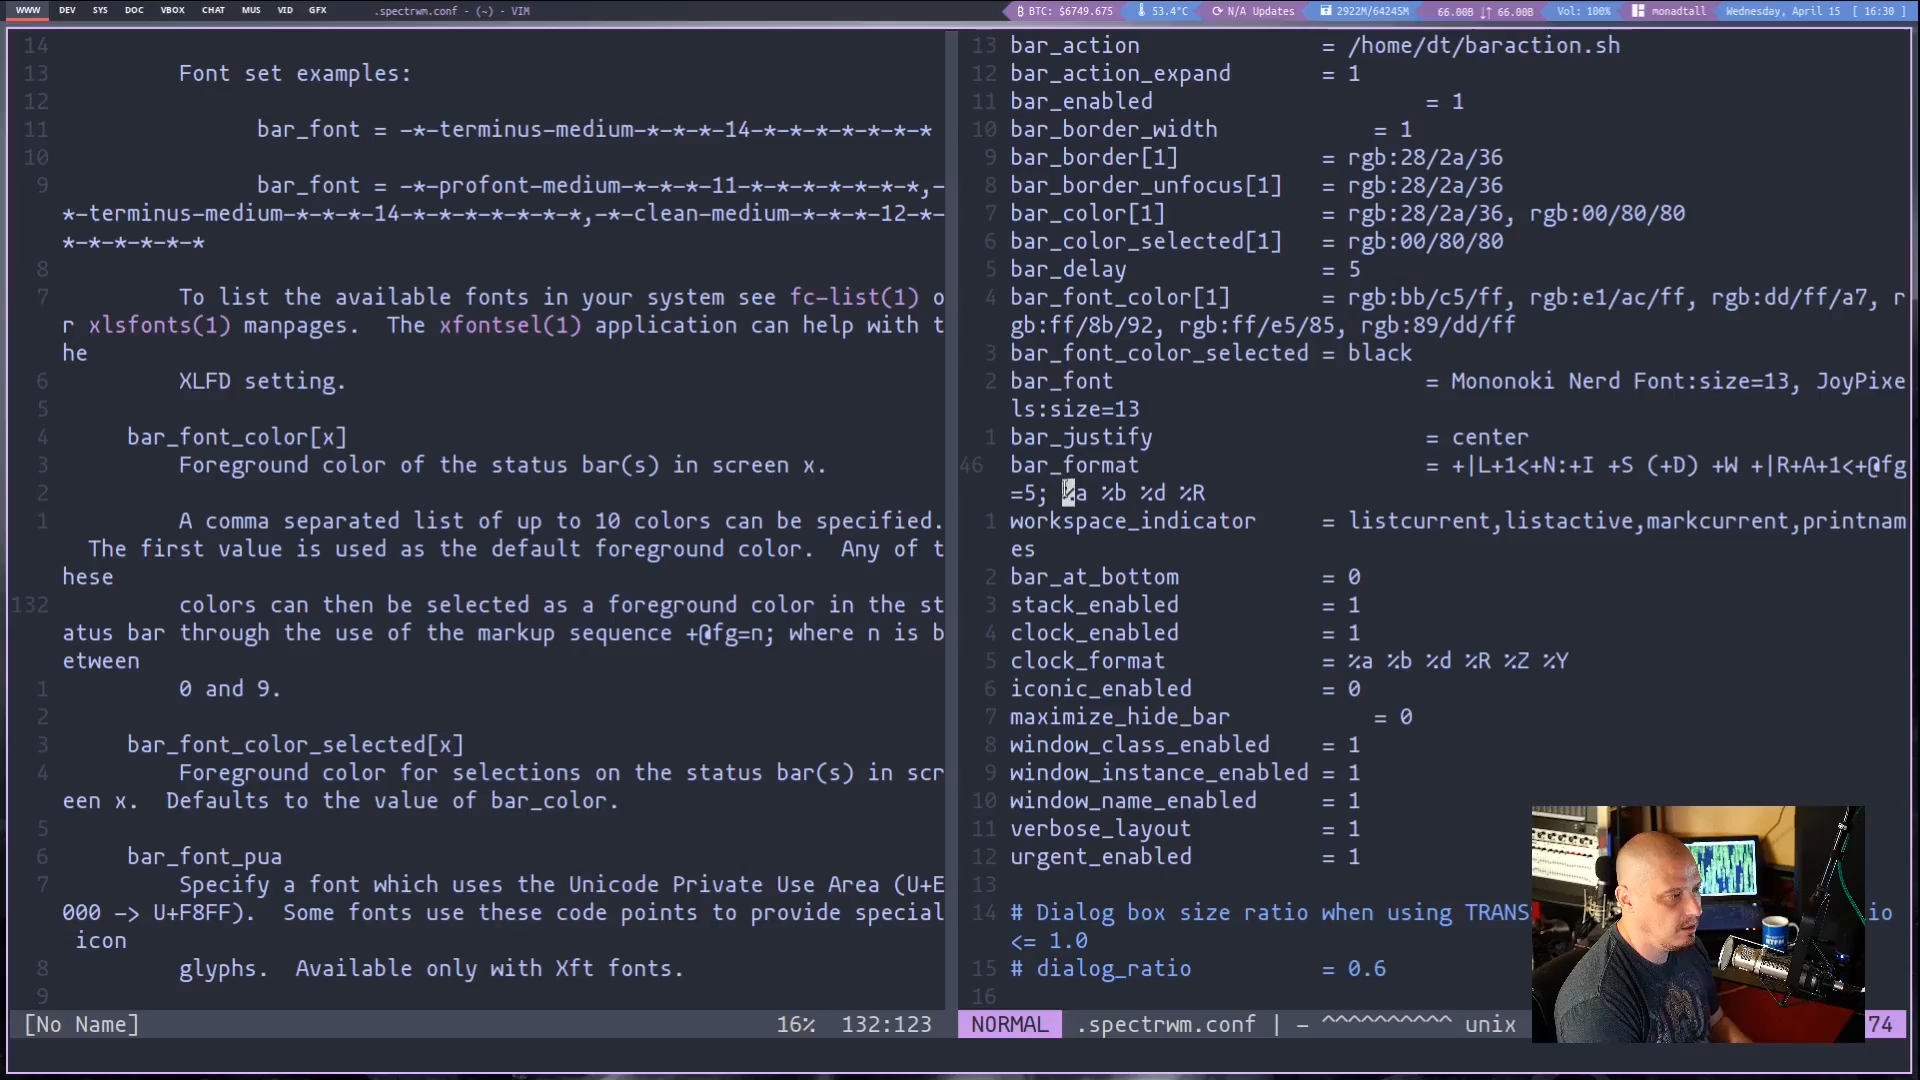 WWW DEV SYS DOC VBOX CHAT MUS VID GFX .spectrwm.conf - (~) - VIM BTC: $6749.675 53.4°C N/A Updates 2922M/64245M 66.00B 66.00B Vol: 100% monadtall Wednesday, April 15 [ 16:30 ]
14
13 Font set examples:
12
11 bar_font = -*-terminus-medium-*-*-*-14-*-*-*-*-*-*-*
10
9 bar_font = -*-profont-medium-*-*-*-11-*-*-*-*-*-*-*,-
*-terminus-medium-*-*-*-14-*-*-*-*-*-*-*,-*-clean-medium-*-*-*-12-*-
*-*-*-*-*-*
8
7 To list the available fonts in your system see fc-list(1) o
r xlsfonts(1) manpages.  The xfontsel(1) application can help with t
he
6 XLFD setting.
5
4 bar_font_color[x]
3 Foreground color of the status bar(s) in screen x.
2
1 A comma separated list of up to 10 colors can be specified.
The first value is used as the default foreground color.  Any of t
hese
132 colors can then be selected as a foreground color in the st
atus bar through the use of the markup sequence +@fg=n; where n is b
etween
1 0 and 9.
2
3 bar_font_color_selected[x]
4 Foreground color for selections on the status bar(s) in scr
een x.  Defaults to the value of bar_color.
5
6 bar_font_pua
7 Specify a font which uses the Unicode Private Use Area (U+E
000 -> U+F8FF).  Some fonts use these code points to provide special
icon
8 glyphs.  Available only with Xft fonts.
9
[No Name] 16% 132:123
13 bar_action = /home/dt/baraction.sh
12 bar_action_expand = 1
11 bar_enabled = 1
10 bar_border_width = 1
9 bar_border[1] = rgb:28/2a/36
8 bar_border_unfocus[1] = rgb:28/2a/36
7 bar_color[1] = rgb:28/2a/36, rgb:00/80/80
6 bar_color_selected[1] = rgb:00/80/80
5 bar_delay = 5
4 bar_font_color[1] = rgb:bb/c5/ff, rgb:e1/ac/ff, rgb:dd/ff/a7, r
gb:ff/8b/92, rgb:ff/e5/85, rgb:89/dd/ff
3 bar_font_color_selected = black
2 bar_font = Mononoki Nerd Font:size=13, JoyPixe
ls:size=13
1 bar_justify = center
46 bar_format = +|L+1<+N:+I +S (+D) +W +|R+A+1<+@fg
=5; %a %b %d %R
1 workspace_indicator = listcurrent,listactive,markcurrent,printnam
es
2 bar_at_bottom = 0
3 stack_enabled = 1
4 clock_enabled = 1
5 clock_format = %a %b %d %R %Z %Y
6 iconic_enabled = 0
7 maximize_hide_bar = 0
8 window_class_enabled = 1
9 window_instance_enabled = 1
10 window_name_enabled = 1
11 verbose_layout = 1
12 urgent_enabled = 1
13
14 # Dialog box size ratio when using TRANS io
<= 1.0
15 # dialog_ratio = 0.6
16
NORMAL .spectrwm.conf | - ^^^^^^^^^^ unix 74